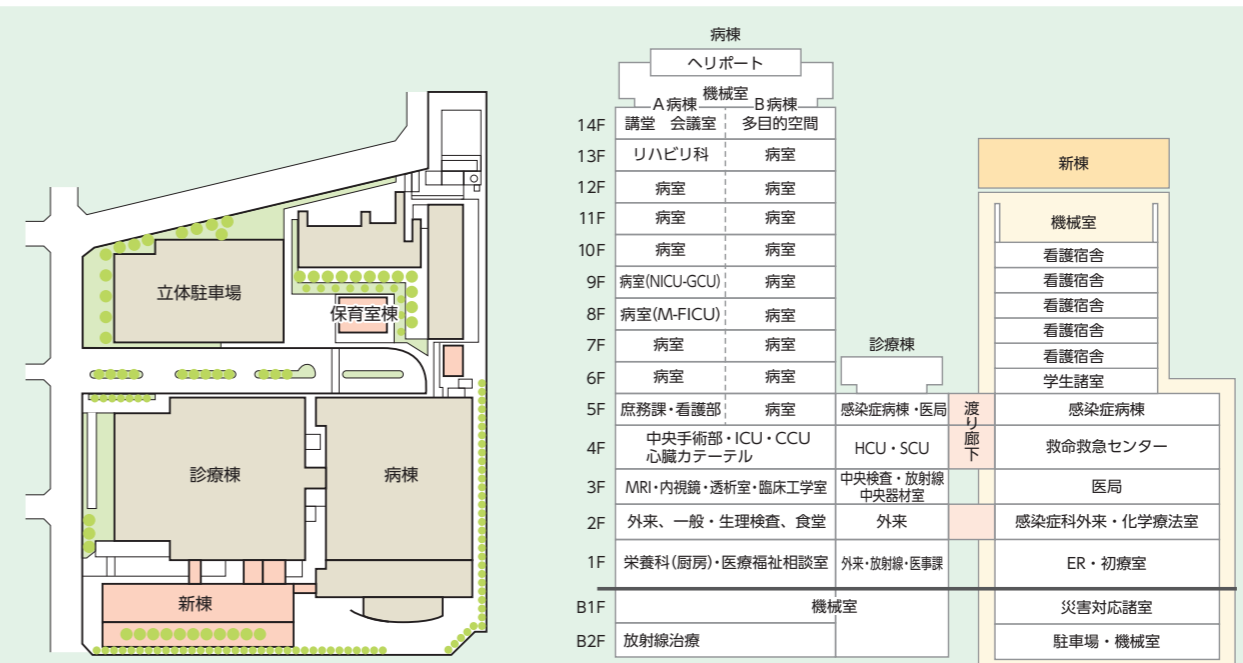 立体駐車場
保育室棟
診療棟
病棟
新棟
病棟
ヘリポート
機械室
A病棟 B病棟
14F 講堂 会議室 多目的空間
13F リハビリ科 病室
12F 病室 病室
11F 病室 病室
10F 病室 病室
9F 病室(NICU-GCU) 病室
8F 病室(M-FICU) 病室
7F 病室 病室
6F 病室 病室
5F 庶務課・看護部 病室
4F 中央手術部・ICU・CCU
心臓カテーテル
3F MRI・内視鏡・透析室・臨床工学室
2F 外来、一般・生理検査、食堂
1F 栄養科(厨房)・医療福祉相談室
B1F 機械室
B2F 放射線治療
診療棟
感染症病棟・医局
HCU・SCU
中央検査・放射線
中央器材室
外来
外来・放射線・医事課
渡り廊下
新棟
機械室
看護宿舎
看護宿舎
看護宿舎
看護宿舎
看護宿舎
学生諸室
感染症病棟
救命救急センター
医局
感染症科外来・化学療法室
ER・初療室
災害対応諸室
駐車場・機械室